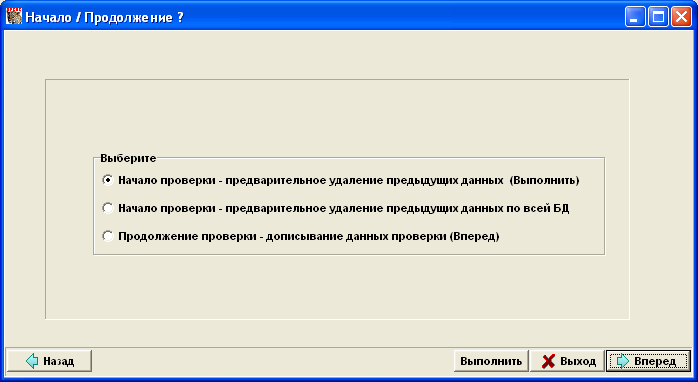 Начало / Продолжение ?
Выберите
Начало проверки - предварительное удаление предыдущих данных (Выполнить)
Начало проверки - предварительное удаление предыдущих данных по всей БД
Продолжение проверки - дописывание данных проверки (Вперед)
Назад
Выполнить
Выход
Вперед